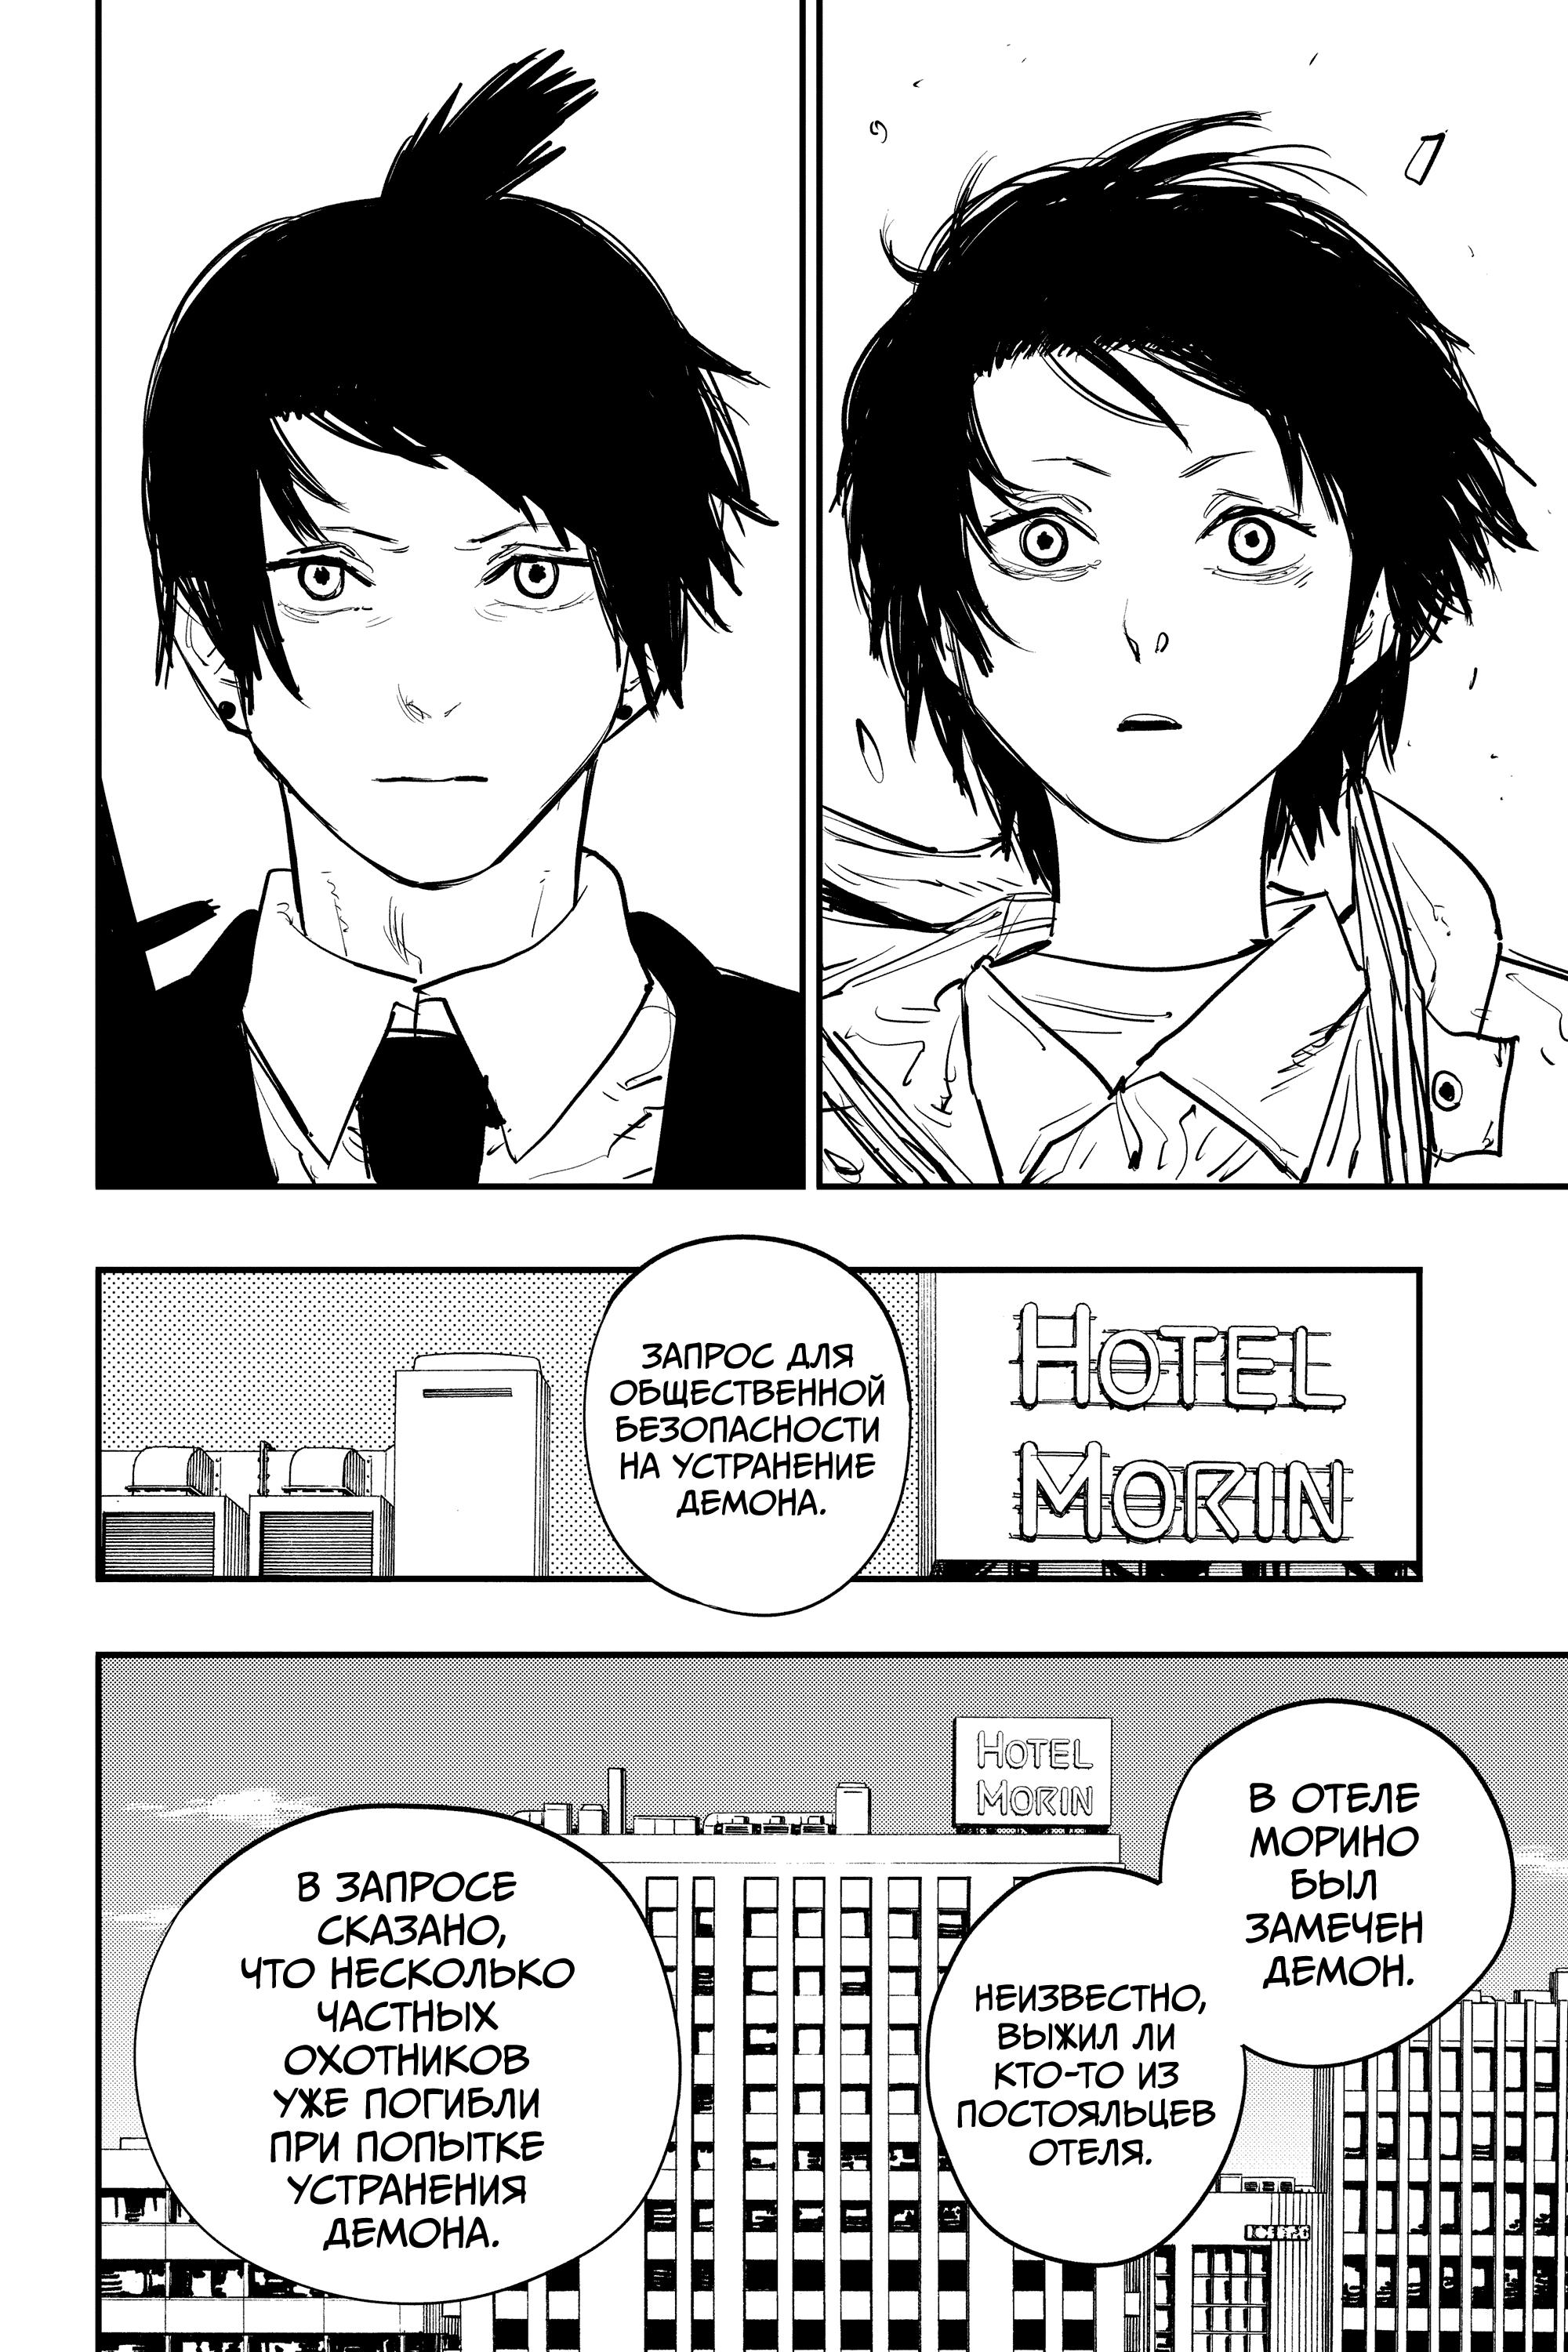 HOTEL
MORIN
ЗАПРОС ДЛЯ
ОБЩЕСТВЕННОЙ
БЕЗОПАСНОСТИ
НА УСТРАНЕНИЕ
ДЕМОНА.
HOTEL
MORIN
В ОТЕЛЕ
МОРИНО
БЫЛ
ЗАМЕЧЕН
ДЕМОН.
НЕИЗВЕСТНО,
ВЫЖИЛ ЛИ
КТО-ТО ИЗ
ПОСТОЯЛЬЦЕВ
ОТЕЛЯ.
В ЗАПРОСЕ
СКАЗАНО,
ЧТО НЕСКОЛЬКО
ЧАСТНЫХ
ОХОТНИКОВ
УЖЕ ПОГИБЛИ
ПРИ ПОПЫТКЕ
УСТРАНЕНИЯ
ДЕМОНА.